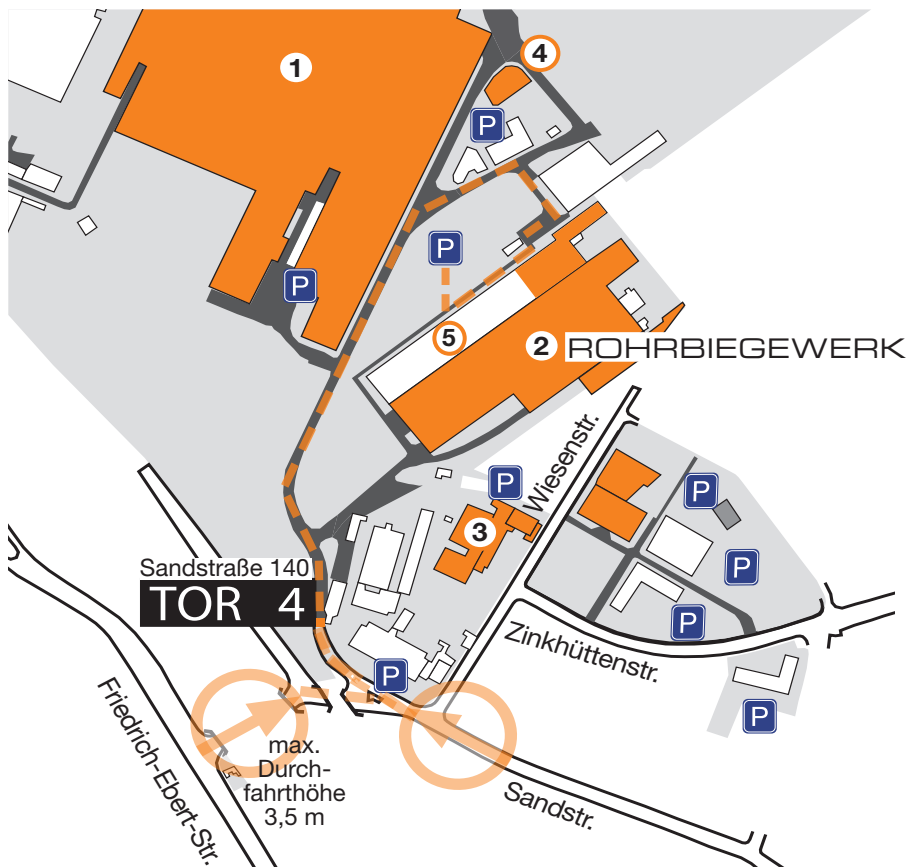 1
4
P
P
P
5
2 ROHRBIEGEWERK
Wiesenstr.
P
P
3
Sandstraße 140
TOR 4
P
P
Zinkhüttenstr.
P
P
Friedrich-Ebert-Str.
max.
Durch-
fahrthöhe
3,5 m
Sandstr.